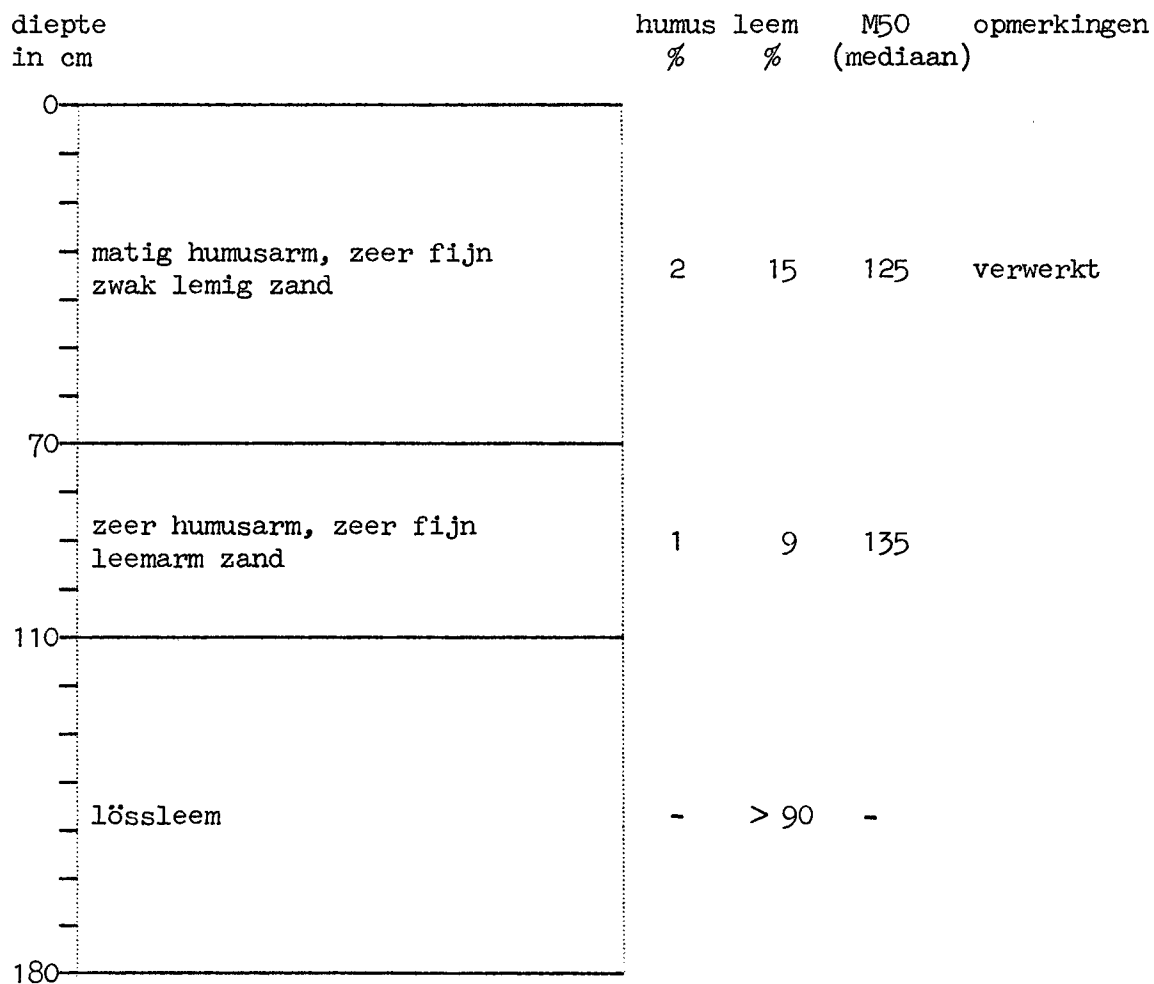 diepte humus leem M50 opmerkingen
in cm % % (mediaan)
0
matig humusarm, zeer fijn
zwak lemig zand 2 15 125 verwerkt
70
zeer humusarm, zeer fijn
leemarm zand 1 9 135
110
lössleem - > 90 -
180